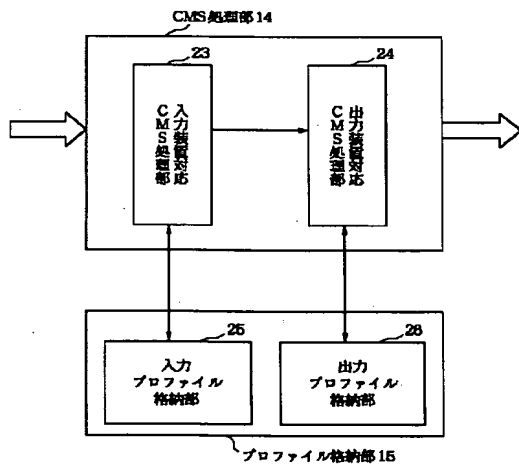 CMS処理部14
23
24
入力装置対応
CMS処理部
出力装置対応
CMS処理部
25
26
入力
プロファイル
格納部
出力
プロファイル
格納部
プロファイル格納部15